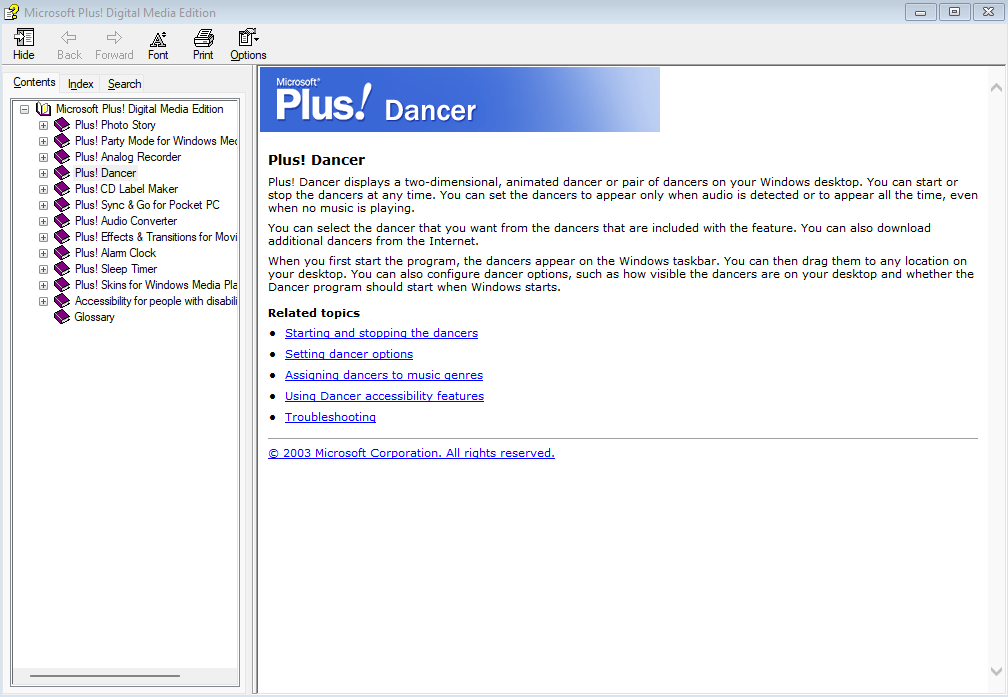 Microsoft Plus! Digital Media Edition
Hide Back Forward Font Print Options
Contents Index Search
Microsoft Plus! Digital Media Edition
Plus! Photo Story
Plus! Party Mode for Windows Med
Plus! Analog Recorder
Plus! Dancer
Plus! CD Label Maker
Plus! Sync & Go for Pocket PC
Plus! Audio Converter
Plus! Effects & Transitions for Movi
Plus! Alarm Clock
Plus! Sleep Timer
Plus! Skins for Windows Media Pla
Accessibility for people with disabili
Glossary
Microsoft®
Plus! Dancer
Plus! Dancer
Plus! Dancer displays a two-dimensional, animated dancer or pair of dancers on your Windows desktop. You can start or
stop the dancers at any time. You can set the dancers to appear only when audio is detected or to appear all the time, even
when no music is playing.
You can select the dancer that you want from the dancers that are included with the feature. You can also download
additional dancers from the Internet.
When you first start the program, the dancers appear on the Windows taskbar. You can then drag them to any location on
your desktop. You can also configure dancer options, such as how visible the dancers are on your desktop and whether the
Dancer program should start when Windows starts.
Related topics
Starting and stopping the dancers
Setting dancer options
Assigning dancers to music genres
Using Dancer accessibility features
Troubleshooting
© 2003 Microsoft Corporation. All rights reserved.